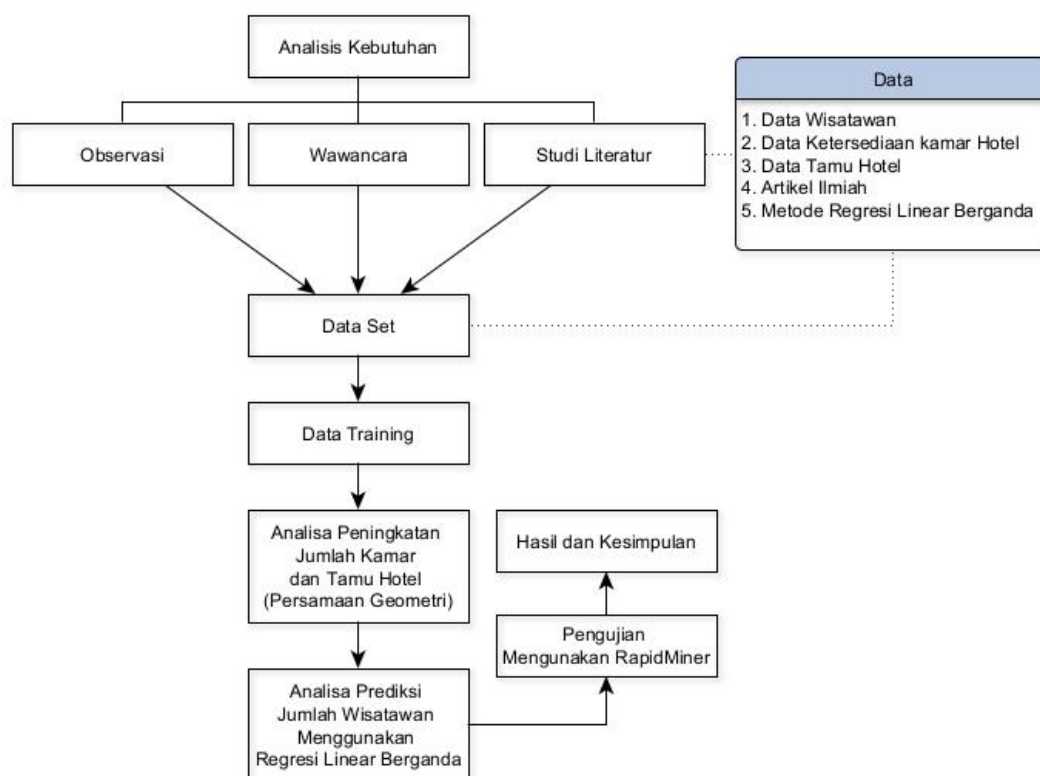 Analisis Kebutuhan
Data
1. Data Wisatawan
2. Data Ketersediaan kamar Hotel
3. Data Tamu Hotel
4. Artikel Ilmiah
5. Metode Regresi Linear Berganda
Observasi
Wawancara
Studi Literatur
Data Set
Data Training
Analisa Peningkatan
Jumlah Kamar
dan Tamu Hotel
(Persamaan Geometri)
Hasil dan Kesimpulan
Pengujian
Mengunakan RapidMiner
Analisa Prediksi
Jumlah Wisatawan
Menggunakan
Regresi Linear Berganda